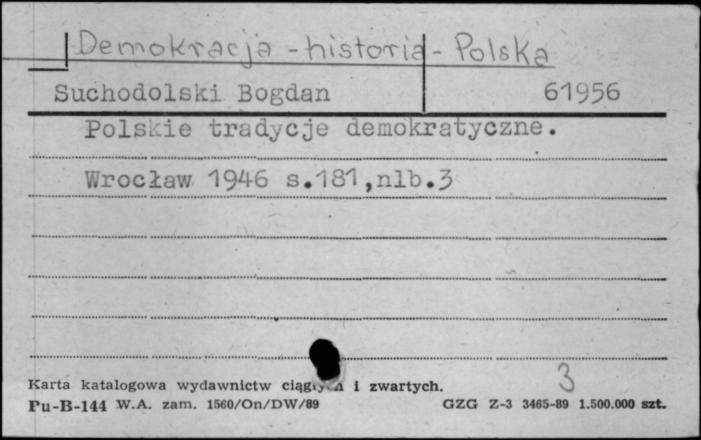 Demokracja - historia - Polska
Suchodolski Bogdan 61956
Polskie tradycje demokratyczne.
Wrocław 1946 s.181,nlb.3
3
Karta katalogowa wydawnictw ciągłych i zwartych.
Pu-B-144 W.A. zam. 1560/On/DW/89 GZG Z-3 3465-89 1.500.000 szt.